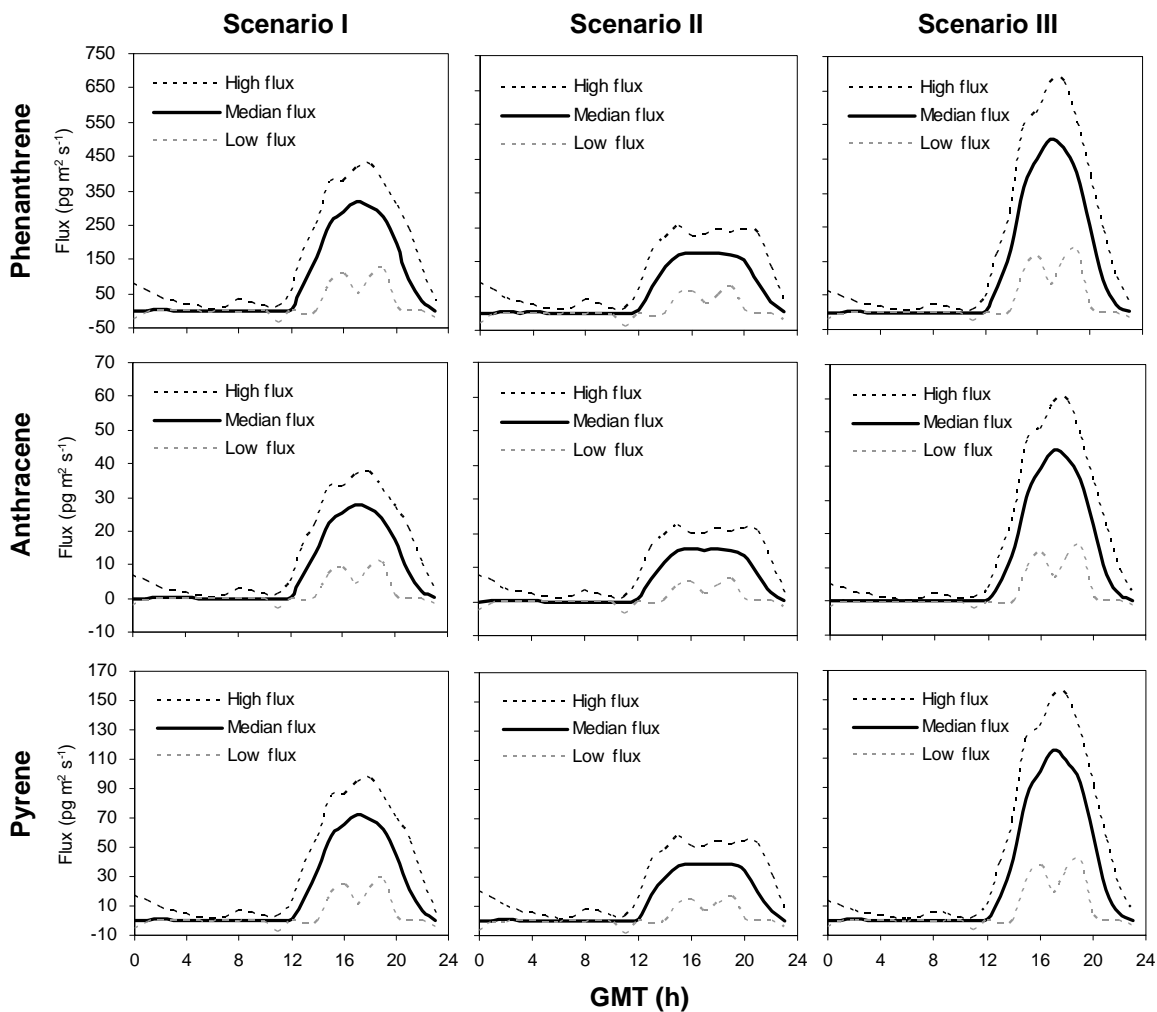 Scenario I
Scenario II
Scenario III
Phenanthrene
Flux (pg m² s⁻¹)
750
650
550
450
350
250
150
50
-50
High flux
Median flux
Low flux
High flux
Median flux
Low flux
High flux
Median flux
Low flux
Anthracene
Flux (pg m² s⁻¹)
70
60
50
40
30
20
10
0
-10
High flux
Median flux
Low flux
High flux
Median flux
Low flux
High flux
Median flux
Low flux
Pyrene
Flux (pg m² s⁻¹)
170
150
130
110
90
70
50
30
10
-10
High flux
Median flux
Low flux
High flux
Median flux
Low flux
High flux
Median flux
Low flux
0 4 8 12 16 20 24
0 4 8 12 16 20 24
0 4 8 12 16 20 24
GMT (h)